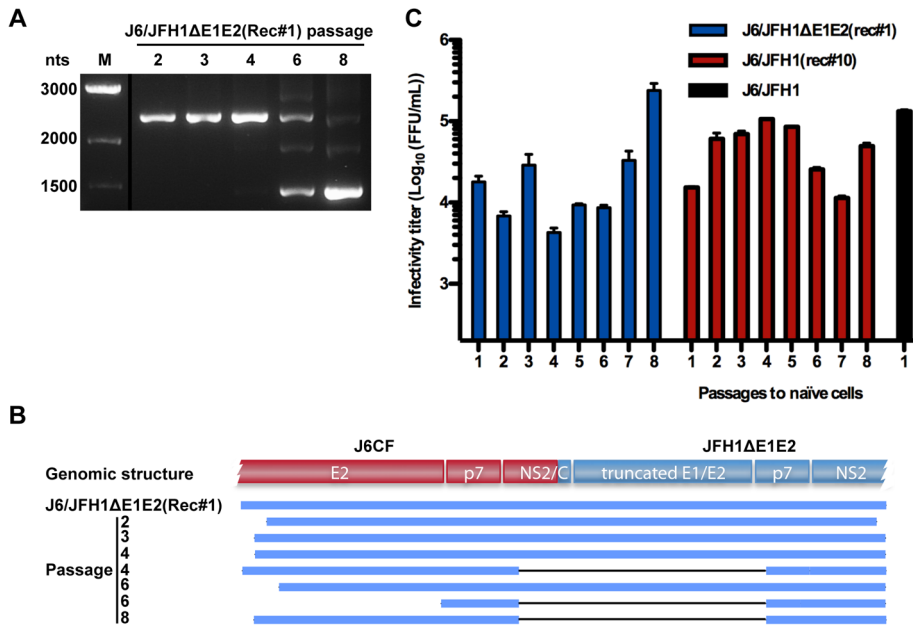 A
J6/JFH1ΔE1E2(Rec#1) passage
nts M 2 3 4 6 8
3000
2000
1500
C
Infectivity titer (Log10 (FFU/mL))
6
5
4
3
J6/JFH1ΔE1E2(rec#1)
J6/JFH1(rec#10)
J6/JFH1
1 2 3 4 5 6 7 8 1 2 3 4 5 6 7 8 1
Passages to naïve cells
B
J6CF JFH1ΔE1E2
Genomic structure E2 p7 NS2/C truncated E1/E2 p7 NS2
J6/JFH1ΔE1E2(Rec#1)
Passage
2
3
4
4
6
6
8